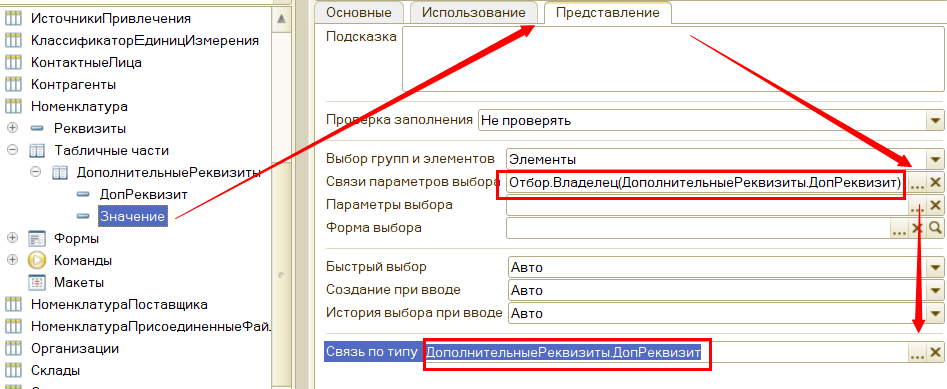 ИсточникиПривлечения
КлассификаторЕдиницИзмерения
КонтактныеЛица
Контрагенты
Номенклатура
Реквизиты
Табличные части
ДополнительныеРеквизиты
ДопРеквизит
Значение
Формы
Команды
Макеты
НоменклатураПоставщика
НоменклатураПрисоединенныеФай
Организации
Склады
Основные Использование Представление
Подсказка
Проверка заполнения Не проверять
Выбор групп и элементов Элементы
Связи параметров выбора Отбор.Владелец(ДополнительныеРеквизиты.ДопРеквизит) ...
Параметры выбора ...
Форма выбора ...
Быстрый выбор Авто
Создание при вводе Авто
История выбора при вводе Авто
Связь по типу ДополнительныеРеквизиты.ДопРеквизит ...